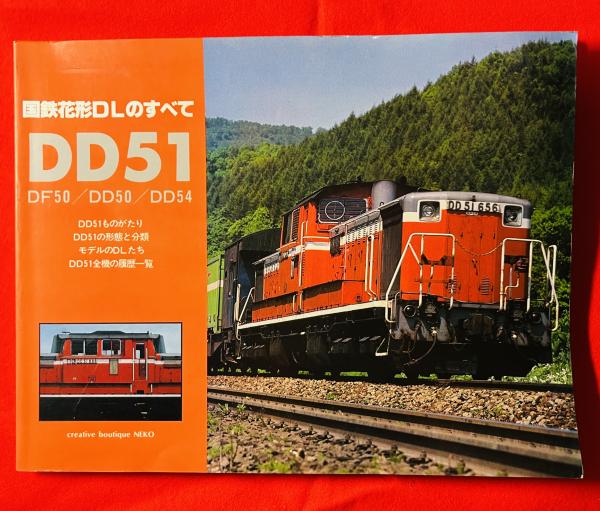 国鉄花形DLのすべて
DD51
DF50／DD50／DD54
DD51ものがたり
DD51の形態と分類
モデルのDLたち
DD51全機の履歴一覧
creative boutique NEKO
DD 51 656